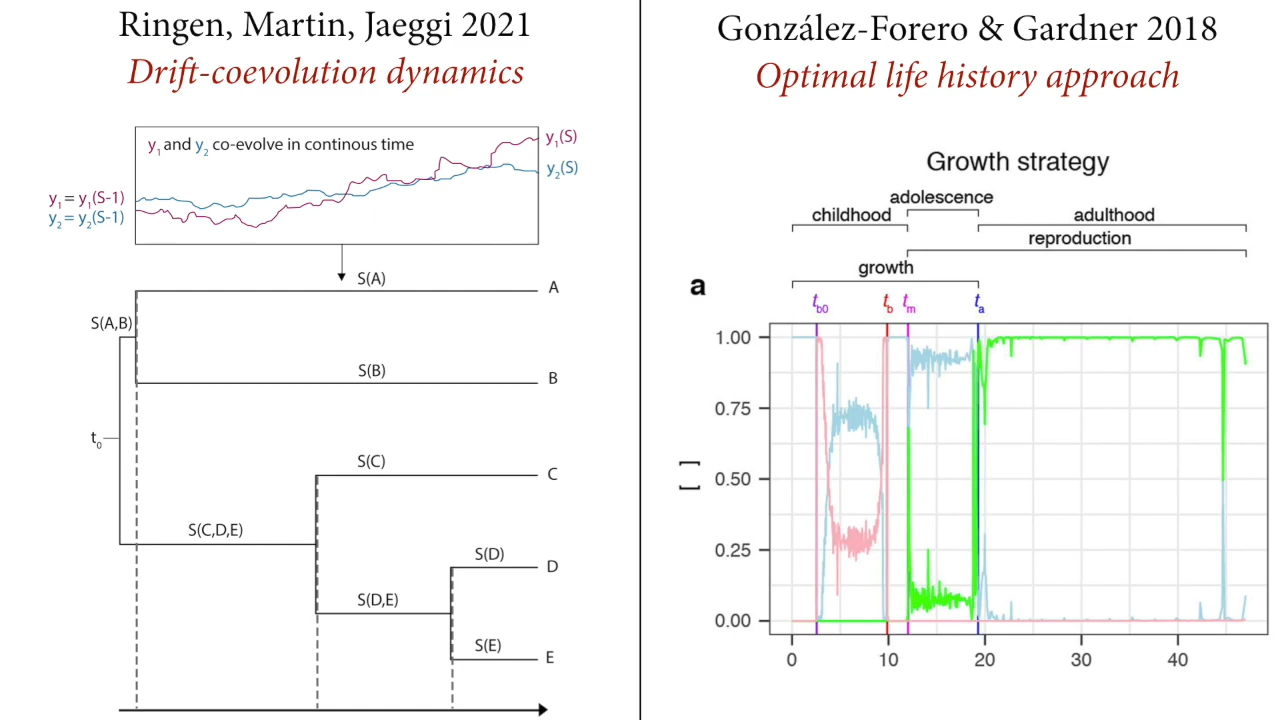 Ringen, Martin, Jaeggi 2021
Drift-coevolution dynamics
y1 and y2 co-evolve in continous time
y1(S)
y2(S)
y1 = y1(S-1)
y2 = y2(S-1)
S(A)
A
S(A,B)
S(B)
B
t0
S(C)
C
S(C,D,E)
S(D)
D
S(D,E)
S(E)
E
González-Forero & Gardner 2018
Optimal life history approach
Growth strategy
adolescence
childhood
adulthood
reproduction
growth
a
tb0
tb
tm
ta
1.00
0.75
0.50
0.25
0.00
[ ]
0
10
20
30
40